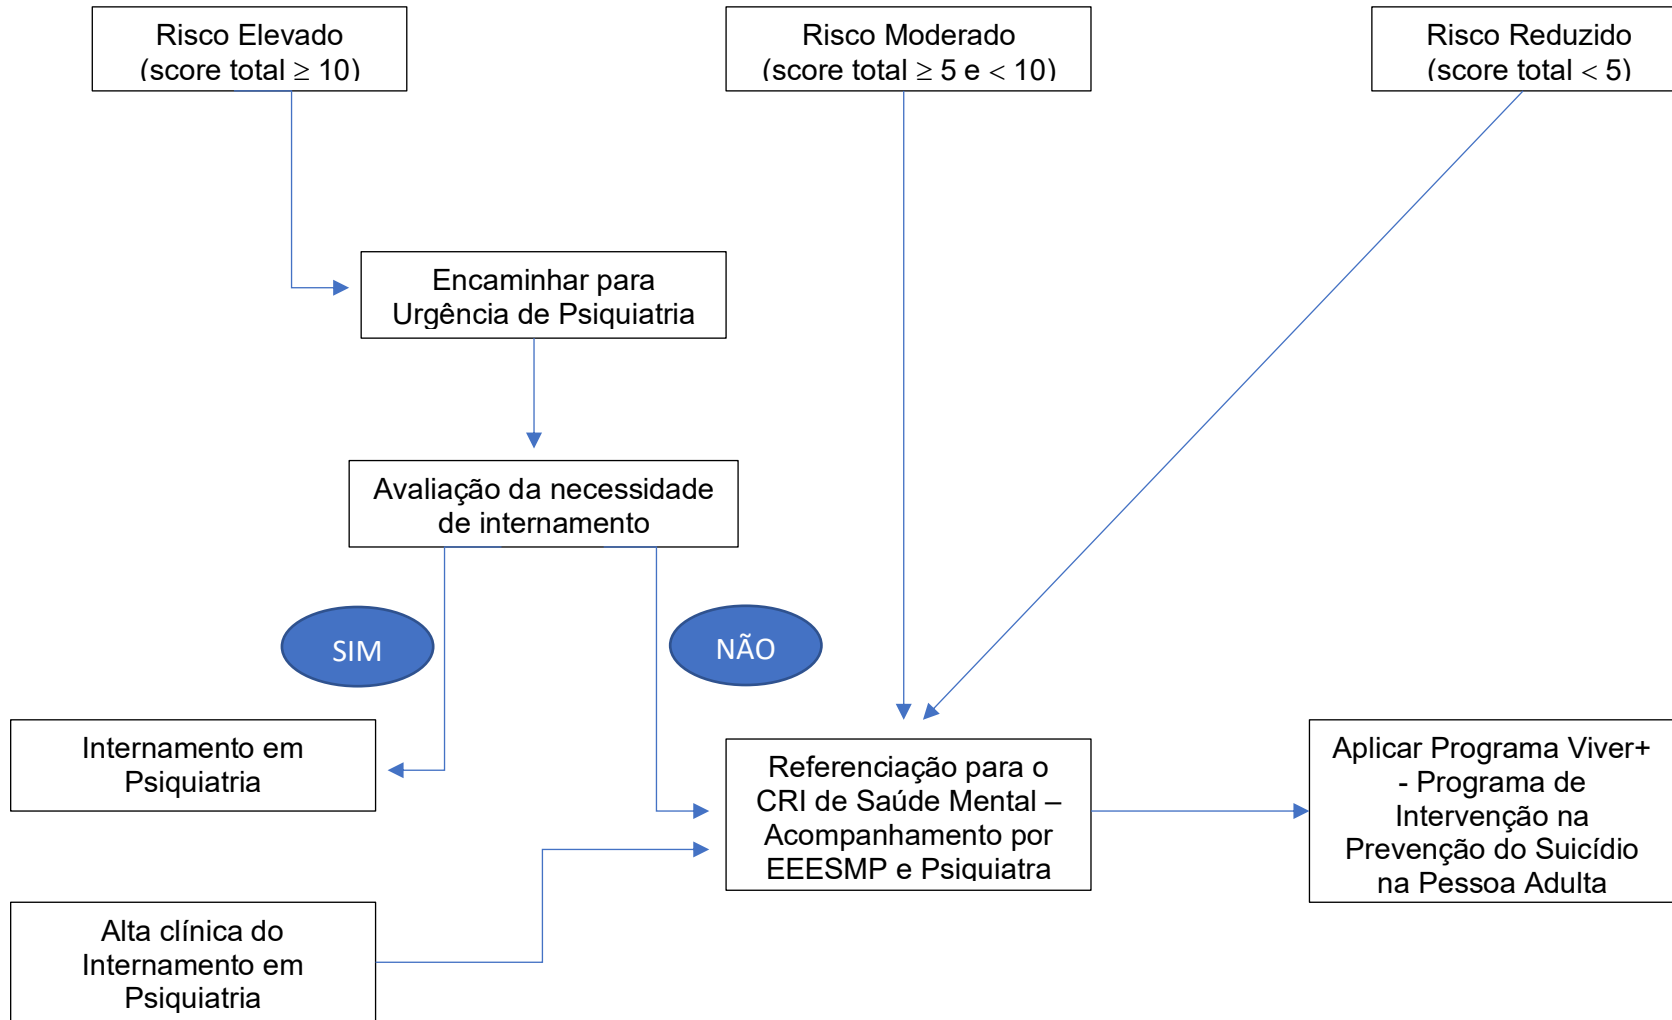 Risco Elevado
(score total ≥ 10)
Risco Moderado
(score total ≥ 5 e < 10)
Risco Reduzido
(score total < 5)
Encaminhar para
Urgência de Psiquiatria
Avaliação da necessidade
de internamento
SIM
NÃO
Internamento em
Psiquiatria
Referenciação para o
CRI de Saúde Mental –
Acompanhamento por
EEESMP e Psiquiatra
Aplicar Programa Viver+
- Programa de
Intervenção na
Prevenção do Suicídio
na Pessoa Adulta
Alta clínica do
Internamento em
Psiquiatria